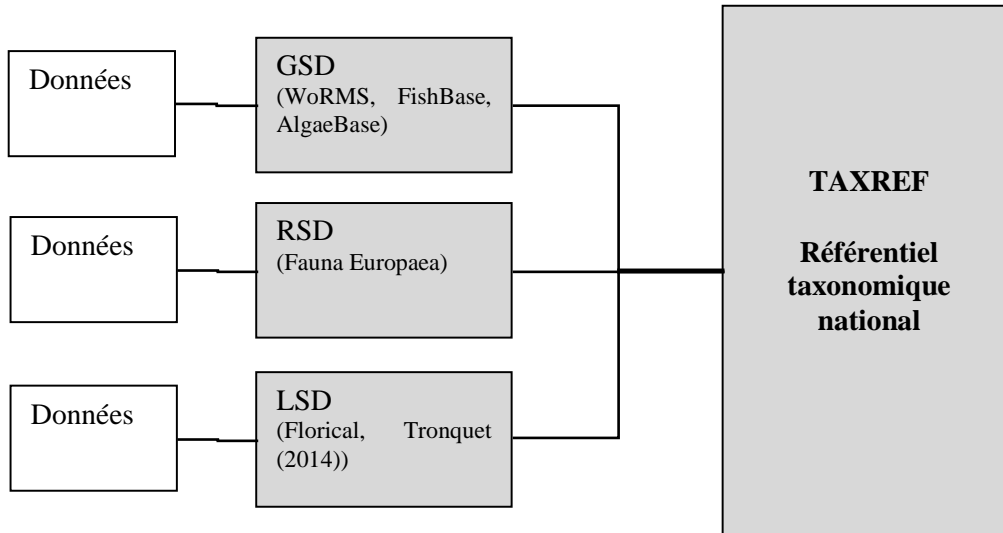 Données
GSD
(WoRMS, FishBase,
AlgaeBase)
Données
RSD
(Fauna Europaea)
Données
LSD
(Florical, Tronquet
(2014))
TAXREF
Référentiel
taxonomique
national